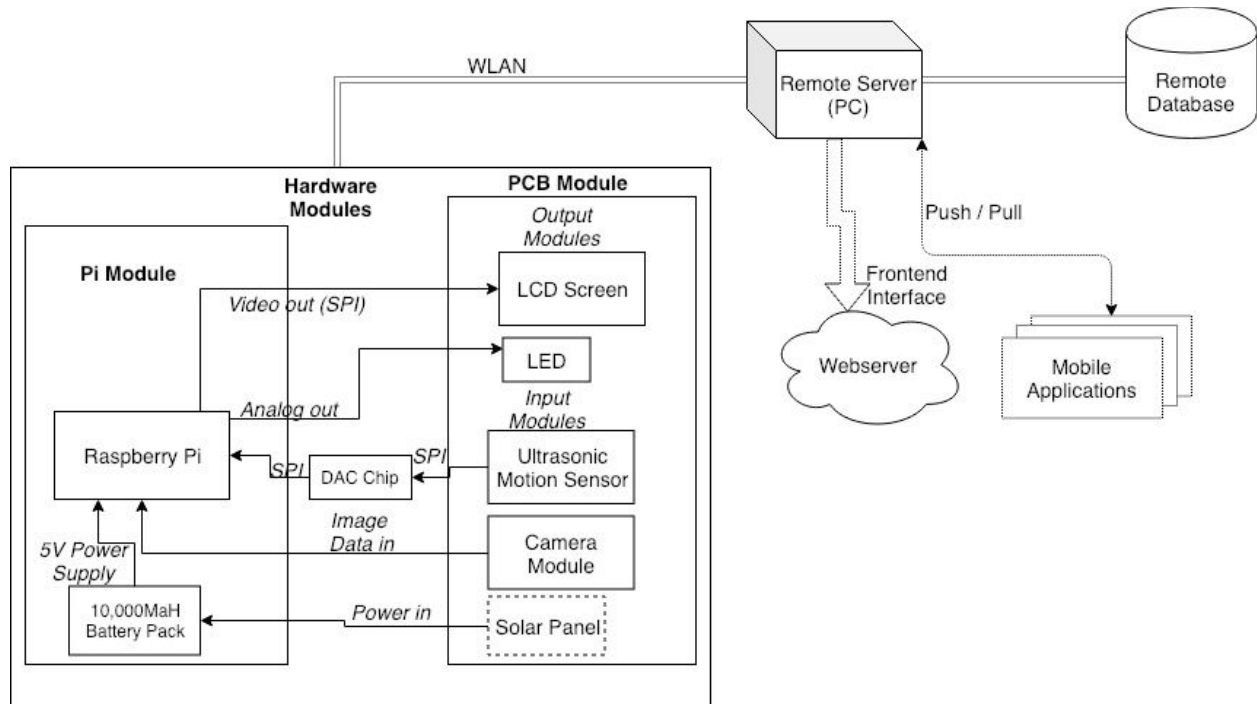 WLAN
Remote Server
(PC)
Remote
Database
Hardware
Modules
PCB Module
Output
Modules
Pi Module
LCD Screen
Video out (SPI)
Push / Pull
Frontend
Interface
LED
Analog out
Input
Modules
Webserver
Mobile
Applications
Raspberry Pi
SPI
DAC Chip
SPI
Ultrasonic
Motion Sensor
Image
Data in
Camera
Module
5V Power
Supply
10,000MaH
Battery Pack
Power in
Solar Panel